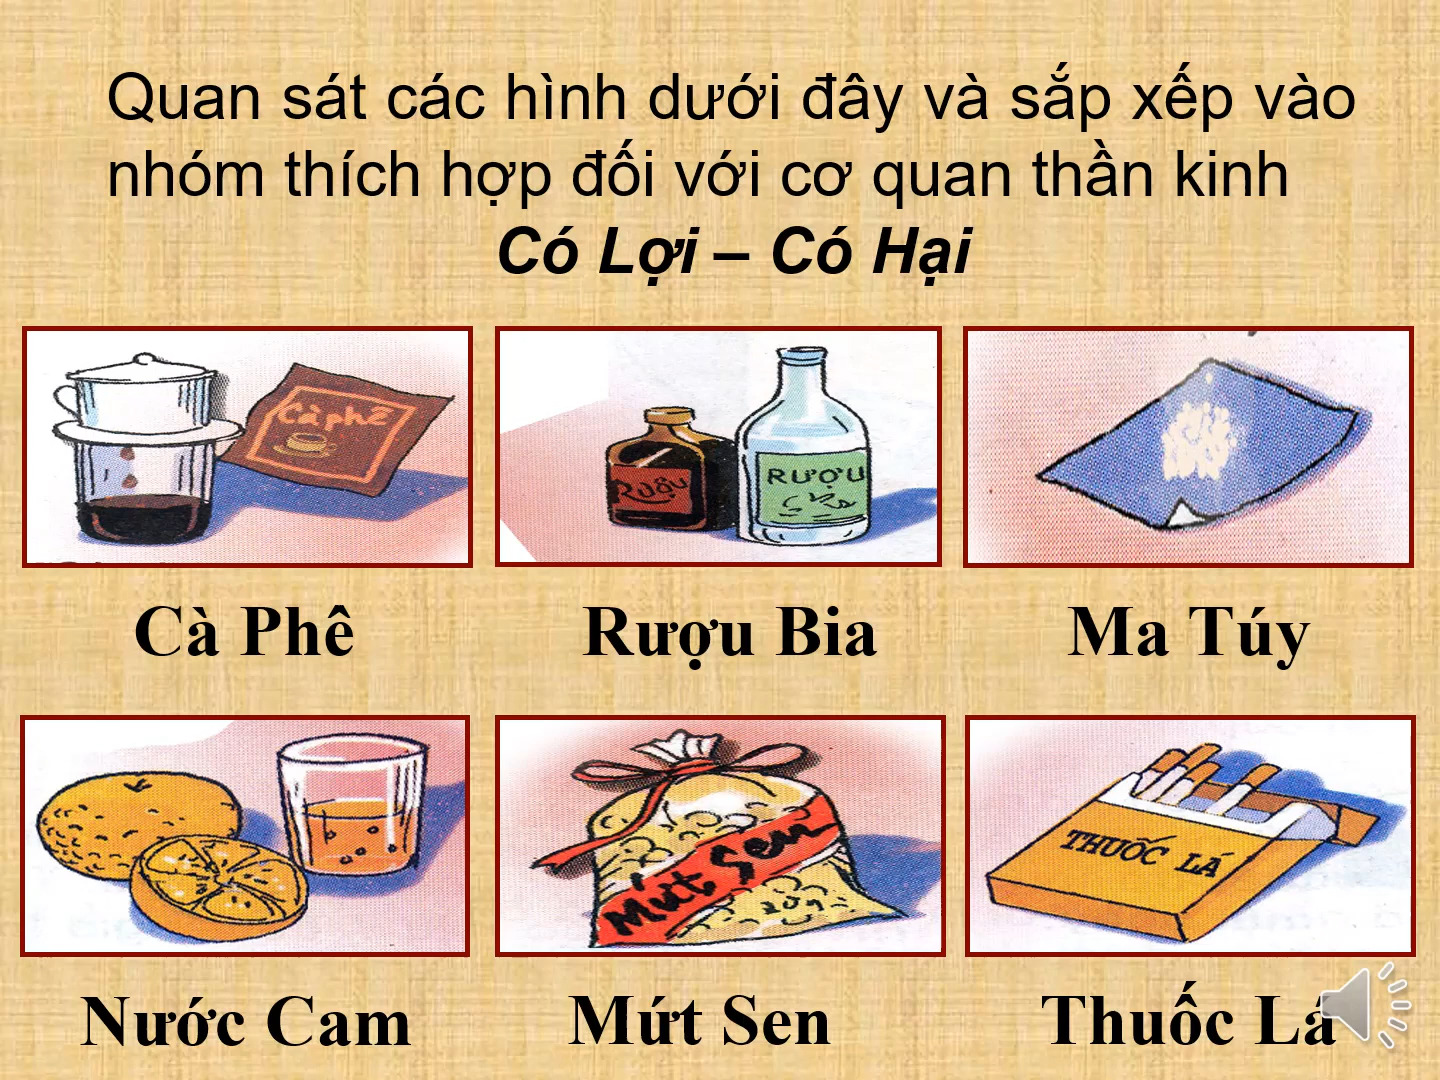 Quan sát các hình dưới đây và sắp xếp vào
nhóm thích hợp đối với cơ quan thần kinh
Có Lợi – Có Hại
Cà phê
Rượu
RƯỢU
Cà Phê
Rượu Bia
Ma Túy
Mứt Sen
THUỐC LÁ
Nước Cam
Mứt Sen
Thuốc Lá